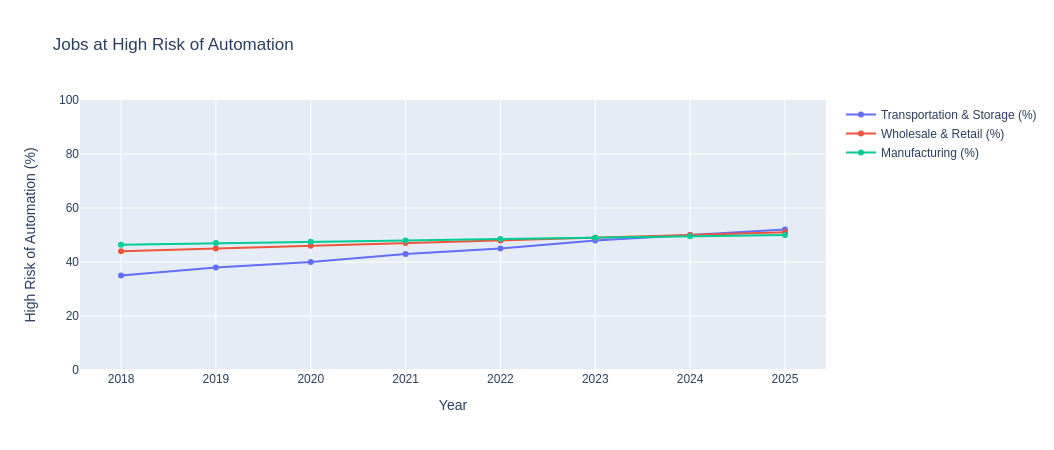 Jobs at High Risk of Automation
High Risk of Automation (%)
100
80
60
40
20
0
2018 2019 2020 2021 2022 2023 2024 2025
Year
Transportation & Storage (%)
Wholesale & Retail (%)
Manufacturing (%)